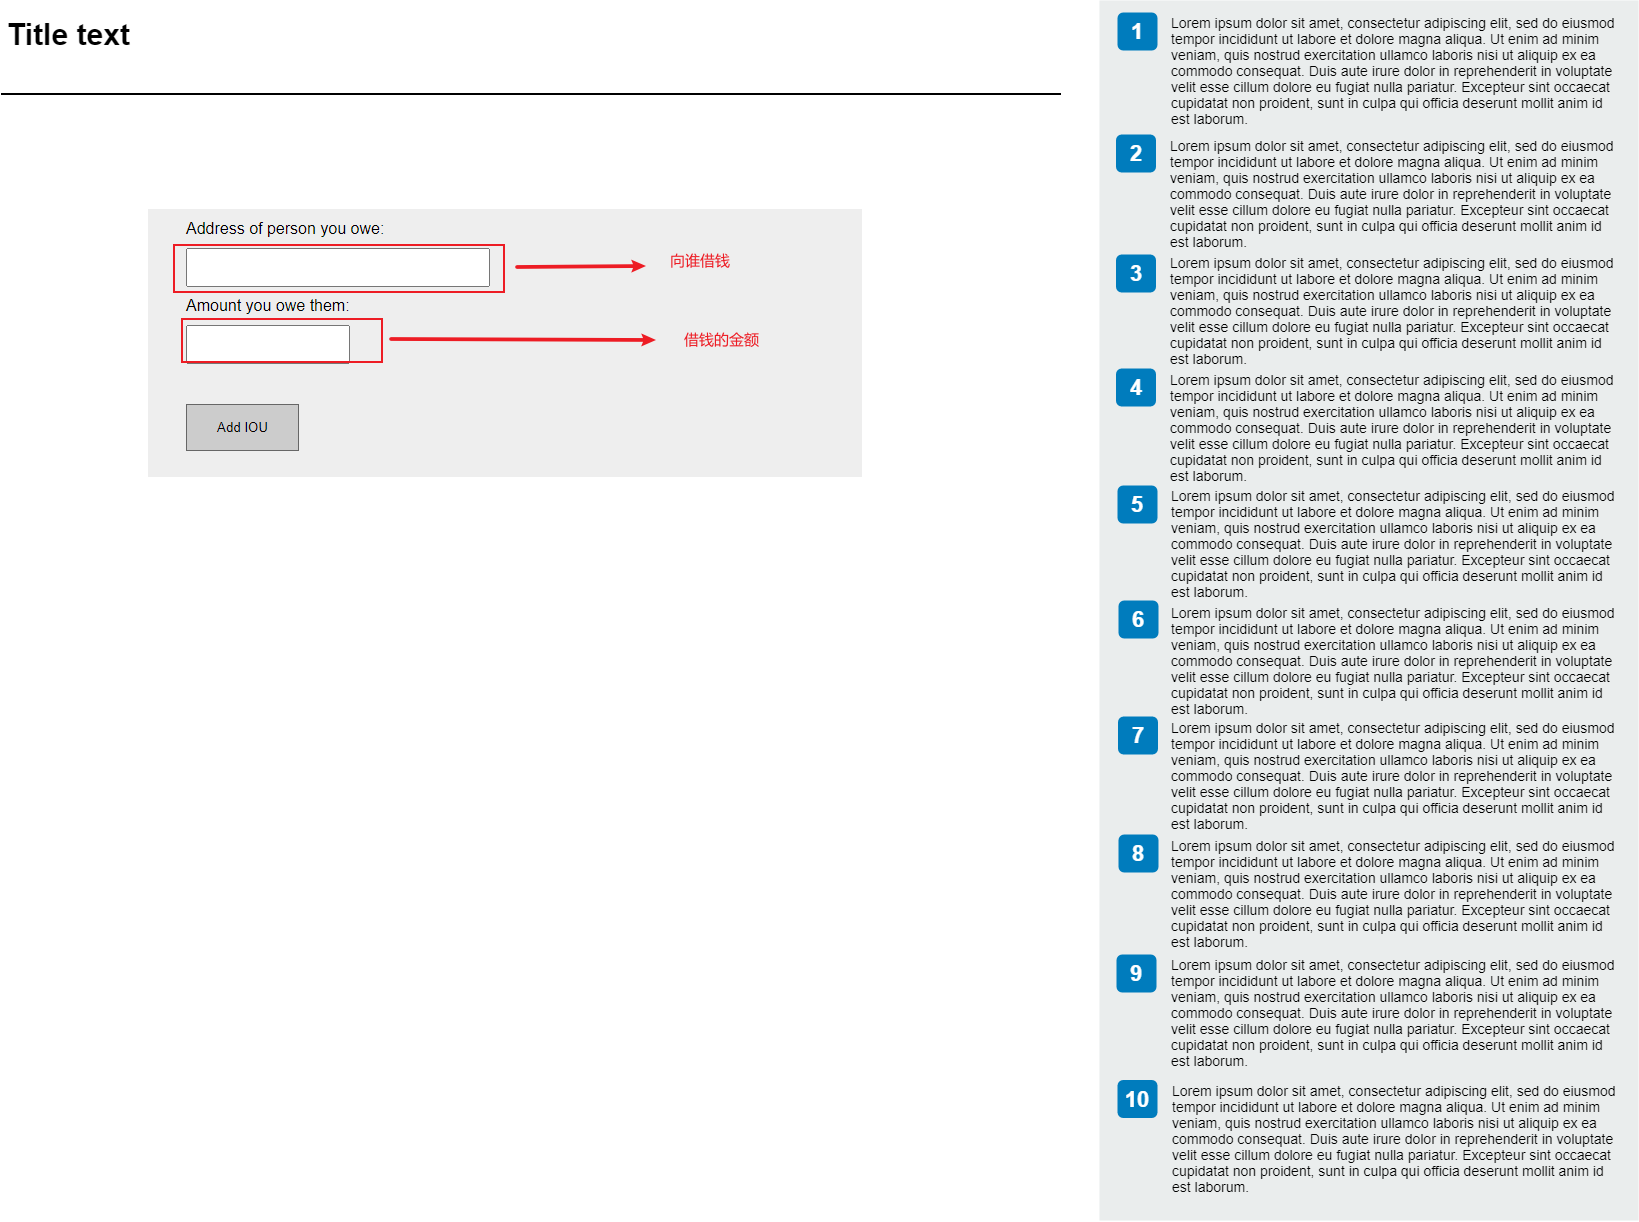 Title text
Address of person you owe:
向谁借钱
Amount you owe them:
借钱的金额
Add IOU
1
Lorem ipsum dolor sit amet, consectetur adipiscing elit, sed do eiusmod
tempor incididunt ut labore et dolore magna aliqua. Ut enim ad minim
veniam, quis nostrud exercitation ullamco laboris nisi ut aliquip ex ea
commodo consequat. Duis aute irure dolor in reprehenderit in voluptate
velit esse cillum dolore eu fugiat nulla pariatur. Excepteur sint occaecat
cupidatat non proident, sunt in culpa qui officia deserunt mollit anim id
est laborum.
2
Lorem ipsum dolor sit amet, consectetur adipiscing elit, sed do eiusmod
tempor incididunt ut labore et dolore magna aliqua. Ut enim ad minim
veniam, quis nostrud exercitation ullamco laboris nisi ut aliquip ex ea
commodo consequat. Duis aute irure dolor in reprehenderit in voluptate
velit esse cillum dolore eu fugiat nulla pariatur. Excepteur sint occaecat
cupidatat non proident, sunt in culpa qui officia deserunt mollit anim id
est laborum.
3
Lorem ipsum dolor sit amet, consectetur adipiscing elit, sed do eiusmod
tempor incididunt ut labore et dolore magna aliqua. Ut enim ad minim
veniam, quis nostrud exercitation ullamco laboris nisi ut aliquip ex ea
commodo consequat. Duis aute irure dolor in reprehenderit in voluptate
velit esse cillum dolore eu fugiat nulla pariatur. Excepteur sint occaecat
cupidatat non proident, sunt in culpa qui officia deserunt mollit anim id
est laborum.
4
Lorem ipsum dolor sit amet, consectetur adipiscing elit, sed do eiusmod
tempor incididunt ut labore et dolore magna aliqua. Ut enim ad minim
veniam, quis nostrud exercitation ullamco laboris nisi ut aliquip ex ea
commodo consequat. Duis aute irure dolor in reprehenderit in voluptate
velit esse cillum dolore eu fugiat nulla pariatur. Excepteur sint occaecat
cupidatat non proident, sunt in culpa qui officia deserunt mollit anim id
est laborum.
5
Lorem ipsum dolor sit amet, consectetur adipiscing elit, sed do eiusmod
tempor incididunt ut labore et dolore magna aliqua. Ut enim ad minim
veniam, quis nostrud exercitation ullamco laboris nisi ut aliquip ex ea
commodo consequat. Duis aute irure dolor in reprehenderit in voluptate
velit esse cillum dolore eu fugiat nulla pariatur. Excepteur sint occaecat
cupidatat non proident, sunt in culpa qui officia deserunt mollit anim id
est laborum.
6
Lorem ipsum dolor sit amet, consectetur adipiscing elit, sed do eiusmod
tempor incididunt ut labore et dolore magna aliqua. Ut enim ad minim
veniam, quis nostrud exercitation ullamco laboris nisi ut aliquip ex ea
commodo consequat. Duis aute irure dolor in reprehenderit in voluptate
velit esse cillum dolore eu fugiat nulla pariatur. Excepteur sint occaecat
cupidatat non proident, sunt in culpa qui officia deserunt mollit anim id
est laborum.
7
Lorem ipsum dolor sit amet, consectetur adipiscing elit, sed do eiusmod
tempor incididunt ut labore et dolore magna aliqua. Ut enim ad minim
veniam, quis nostrud exercitation ullamco laboris nisi ut aliquip ex ea
commodo consequat. Duis aute irure dolor in reprehenderit in voluptate
velit esse cillum dolore eu fugiat nulla pariatur. Excepteur sint occaecat
cupidatat non proident, sunt in culpa qui officia deserunt mollit anim id
est laborum.
8
Lorem ipsum dolor sit amet, consectetur adipiscing elit, sed do eiusmod
tempor incididunt ut labore et dolore magna aliqua. Ut enim ad minim
veniam, quis nostrud exercitation ullamco laboris nisi ut aliquip ex ea
commodo consequat. Duis aute irure dolor in reprehenderit in voluptate
velit esse cillum dolore eu fugiat nulla pariatur. Excepteur sint occaecat
cupidatat non proident, sunt in culpa qui officia deserunt mollit anim id
est laborum.
9
Lorem ipsum dolor sit amet, consectetur adipiscing elit, sed do eiusmod
tempor incididunt ut labore et dolore magna aliqua. Ut enim ad minim
veniam, quis nostrud exercitation ullamco laboris nisi ut aliquip ex ea
commodo consequat. Duis aute irure dolor in reprehenderit in voluptate
velit esse cillum dolore eu fugiat nulla pariatur. Excepteur sint occaecat
cupidatat non proident, sunt in culpa qui officia deserunt mollit anim id
est laborum.
10
Lorem ipsum dolor sit amet, consectetur adipiscing elit, sed do eiusmod
tempor incididunt ut labore et dolore magna aliqua. Ut enim ad minim
veniam, quis nostrud exercitation ullamco laboris nisi ut aliquip ex ea
commodo consequat. Duis aute irure dolor in reprehenderit in voluptate
velit esse cillum dolore eu fugiat nulla pariatur. Excepteur sint occaecat
cupidatat non proident, sunt in culpa qui officia deserunt mollit anim id
est laborum.